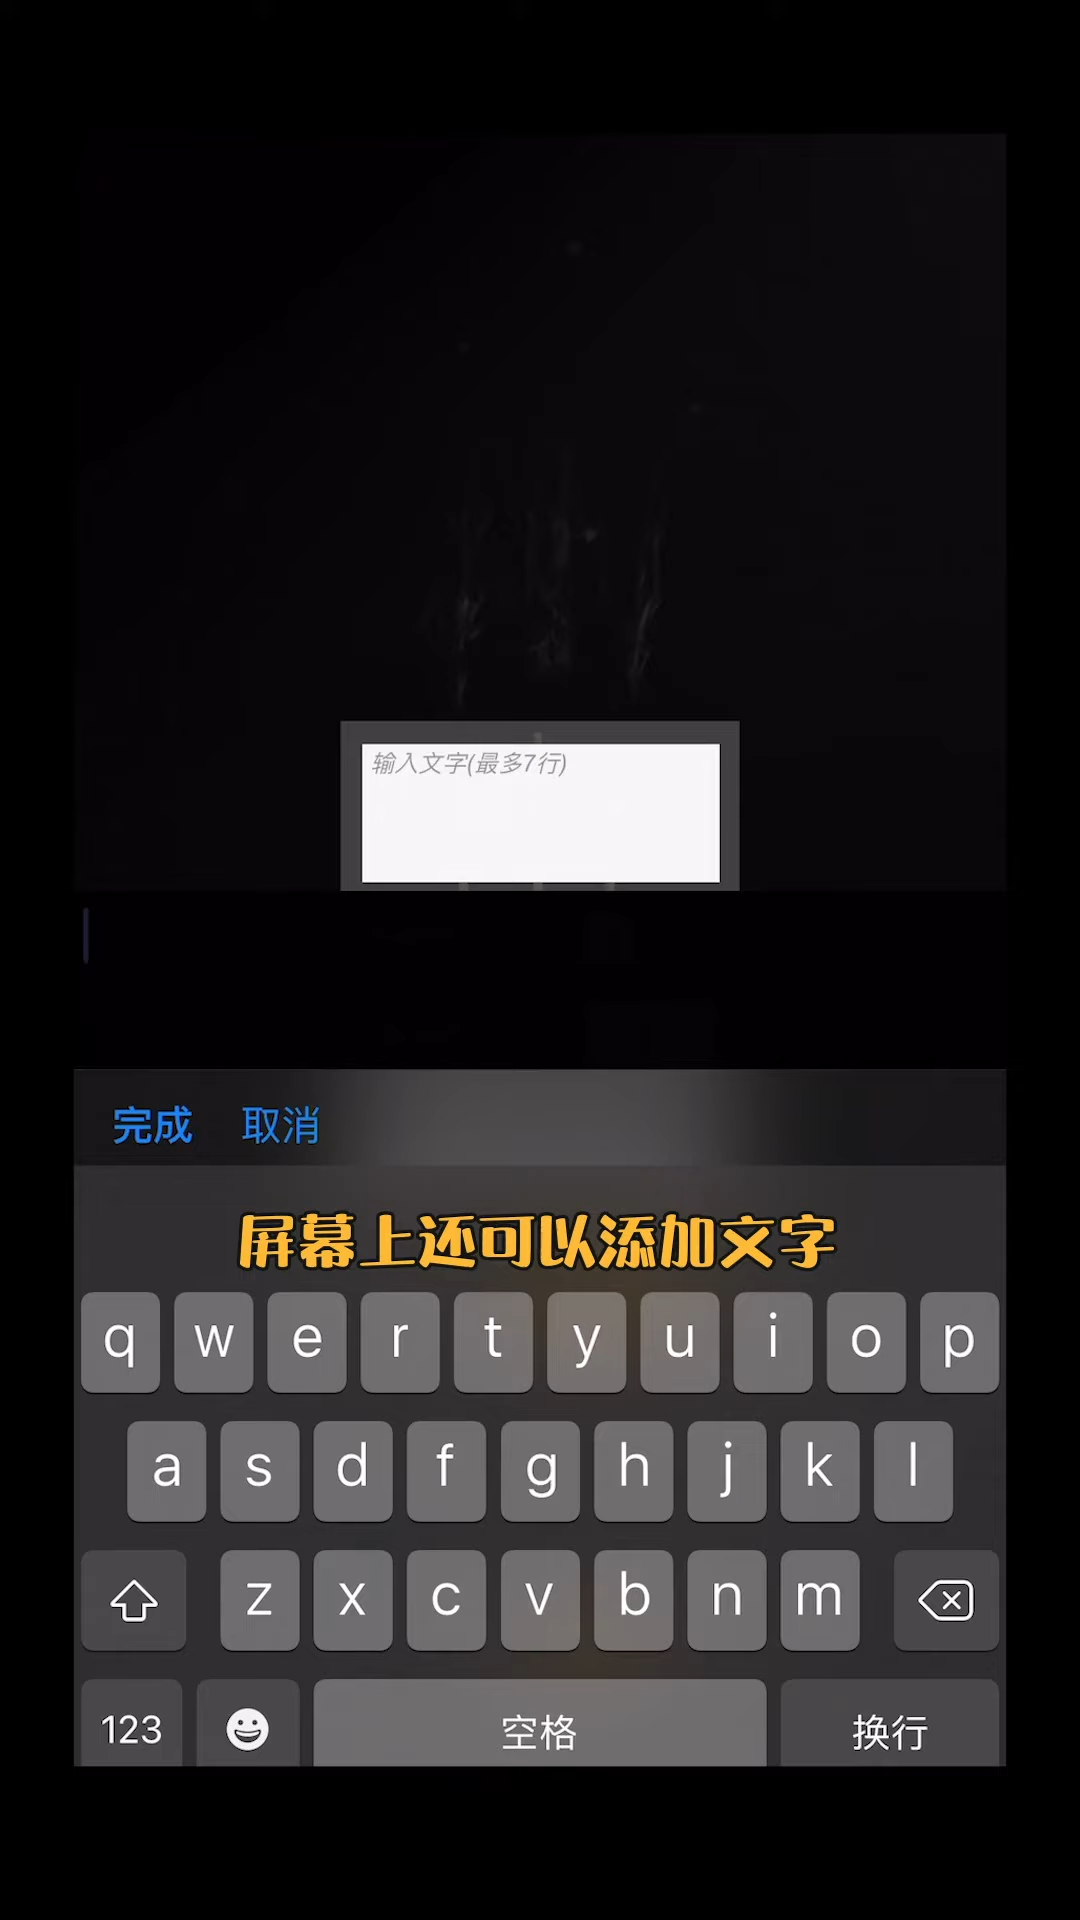 输入文字(最多7行)
完成 取消
屏幕上还可以添加文字
q w e r t y u i o p
a s d f g h j k l
z x c v b n m
123 空格 换行